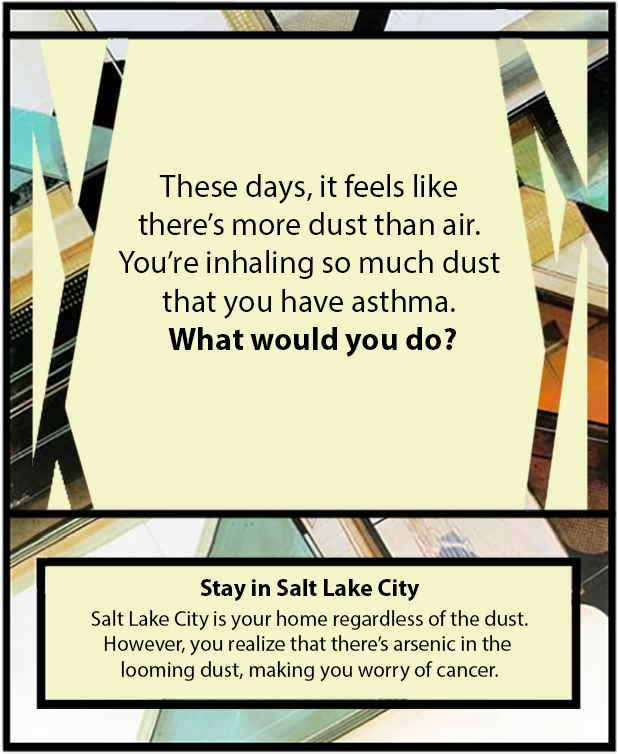 These days, it feels like
there’s more dust than air.
You’re inhaling so much dust
that you have asthma.
What would you do?
Stay in Salt Lake City
Salt Lake City is your home regardless of the dust.
However, you realize that there’s arsenic in the
looming dust, making you worry of cancer.